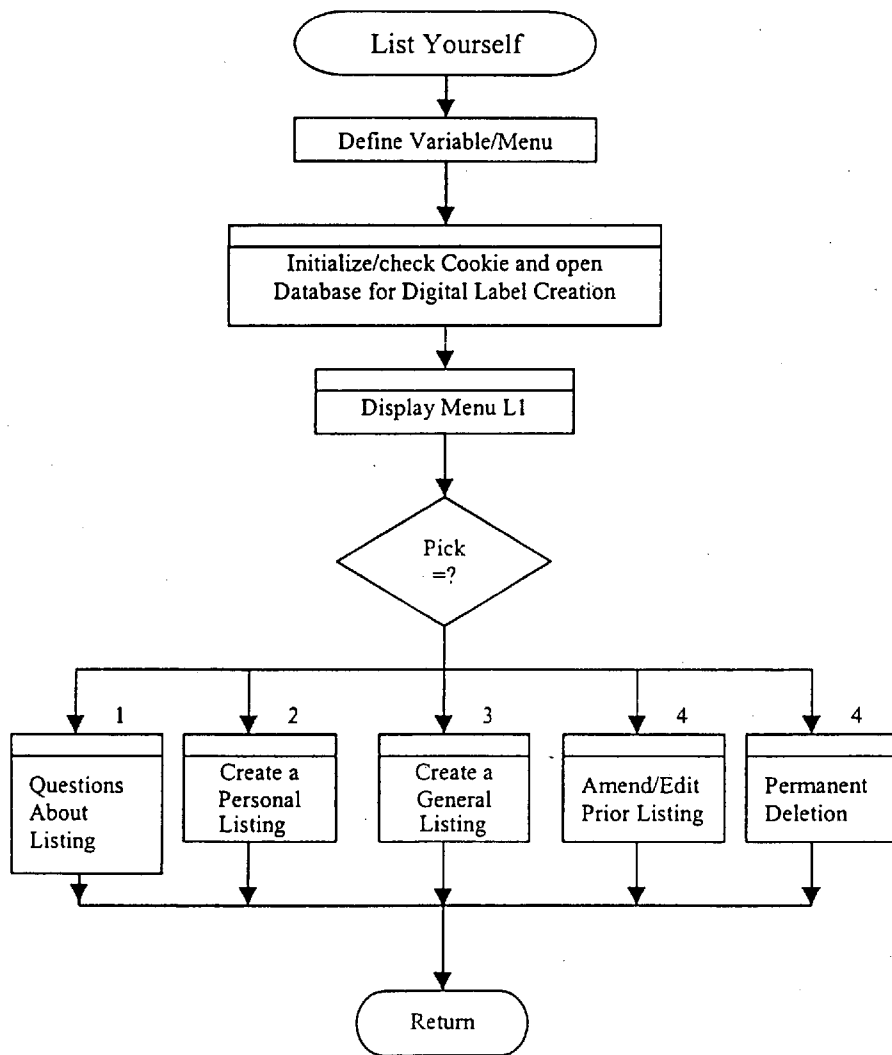 List Yourself
Define Variable/Menu
Initialize/check Cookie and open
Database for Digital Label Creation
Display Menu L1
Pick
=?
1
2
3
4
4
Questions
About
Listing
Create a
Personal
Listing
Create a
General
Listing
Amend/Edit
Prior Listing
Permanent
Deletion
Return